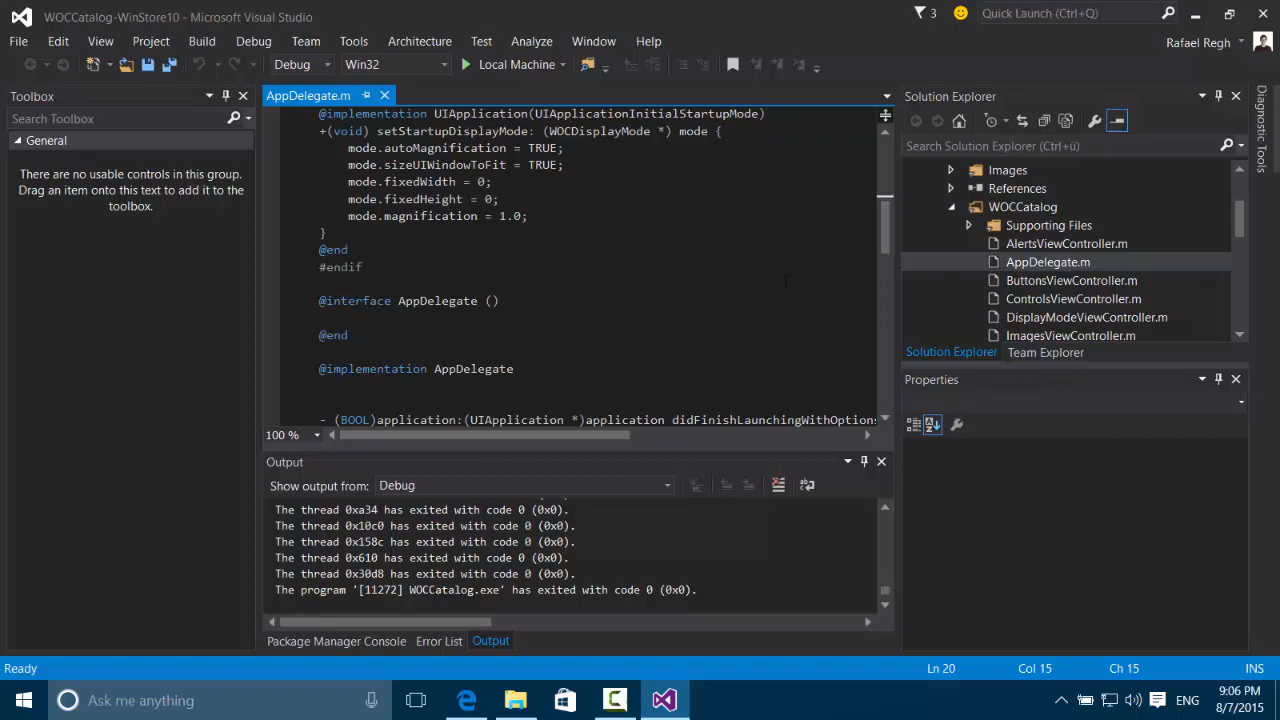 WOCCatalog-WinStore10 - Microsoft Visual Studio
3
Quick Launch (Ctrl+Q)
File Edit View Project Build Debug Team Tools Architecture Test Analyze Window Help
Rafael Regh
Debug Win32 Local Machine
Toolbox
Search Toolbox
General
There are no usable controls in this group.
Drag an item onto this text to add it to the
toolbox.
AppDelegate.m
@implementation UIApplication(UIApplicationInitialStartupMode)
+(void) setStartupDisplayMode: (WOCDisplayMode *) mode {
mode.autoMagnification = TRUE;
mode.sizeUIWindowToFit = TRUE;
mode.fixedWidth = 0;
mode.fixedHeight = 0;
mode.magnification = 1.0;
}
@end
#endif
@interface AppDelegate ()
@end
@implementation AppDelegate
- (BOOL)application:(UIApplication *)application didFinishLaunchingWithOptions
100 %
Output
Show output from: Debug
The thread 0xa34 has exited with code 0 (0x0).
The thread 0x10c0 has exited with code 0 (0x0).
The thread 0x158c has exited with code 0 (0x0).
The thread 0x610 has exited with code 0 (0x0).
The thread 0x30d8 has exited with code 0 (0x0).
The program '[11272] WOCCatalog.exe' has exited with code 0 (0x0).
Package Manager Console Error List Output
Solution Explorer
Search Solution Explorer (Ctrl+ü)
Images
References
WOCCatalog
Supporting Files
AlertsViewController.m
AppDelegate.m
ButtonsViewController.m
ControlsViewController.m
DisplayModeViewController.m
ImagesViewController.m
Solution Explorer Team Explorer
Properties
Diagnostic Tools
Ready
Ln 20 Col 15 Ch 15 INS
Ask me anything
ENG
9:06 PM
8/7/2015